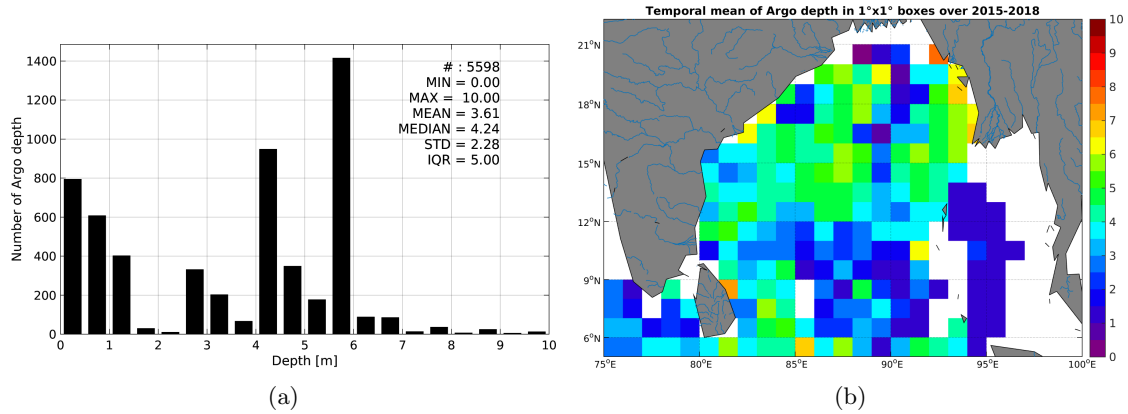 Temporal mean of Argo depth in 1°x1° boxes over 2015-2018
# : 5598
MIN = 0.00
MAX = 10.00
MEAN = 3.61
MEDIAN = 4.24
STD = 2.28
IQR = 5.00
Number of Argo depth
1400
1200
1000
800
600
400
200
0
0 1 2 3 4 5 6 7 8 9 10
Depth [m]
(a)
21°N
18°N
15°N
12°N
9°N
6°N
75°E 80°E 85°E 90°E 95°E 100°E
10
9
8
7
6
5
4
3
2
1
0
(b)